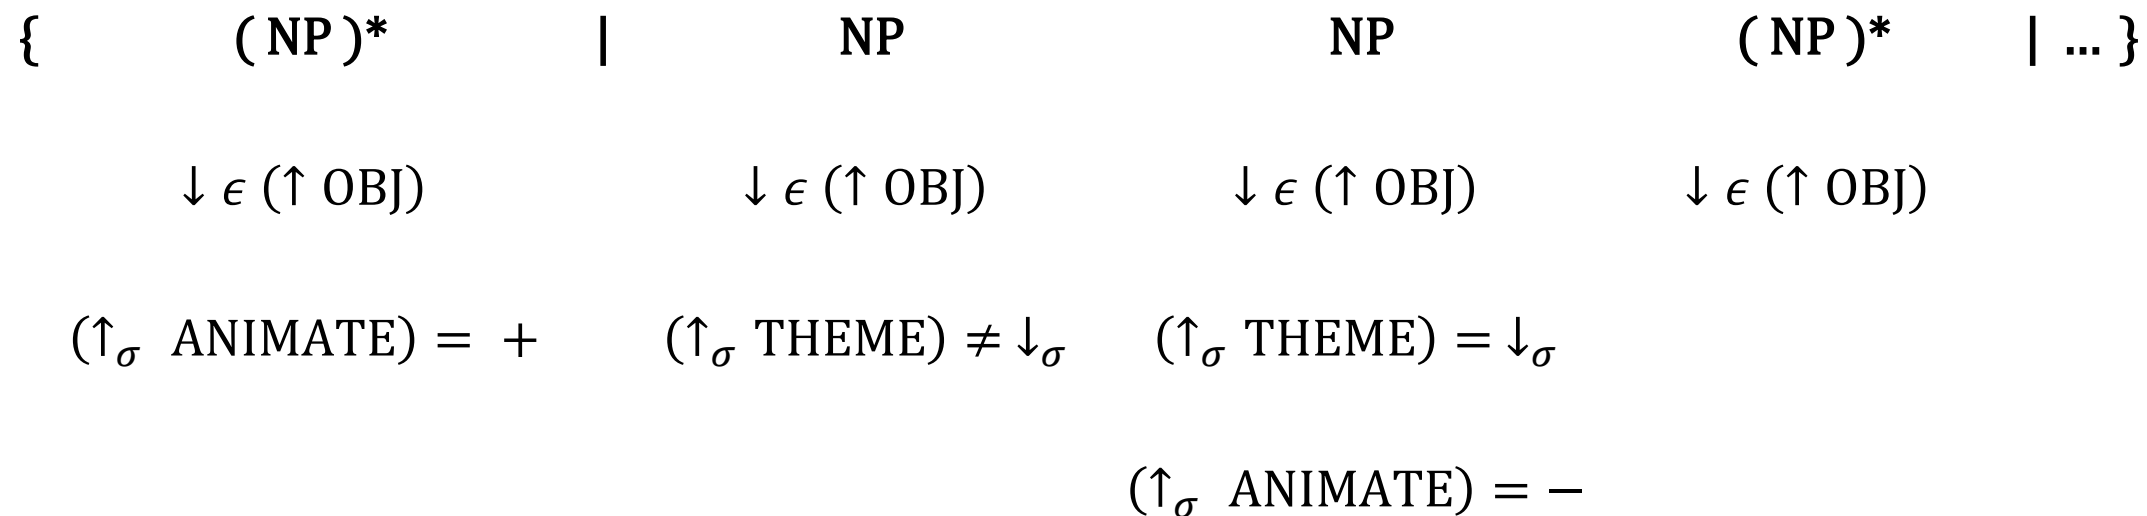 { ( NP )* | NP NP ( NP )* | ... }
↓ ϵ (↑ OBJ) ↓ ϵ (↑ OBJ) ↓ ϵ (↑ OBJ) ↓ ϵ (↑ OBJ)
(↑σ ANIMATE) = + (↑σ THEME) ≠ ↓σ (↑σ THEME) = ↓σ
(↑σ ANIMATE) = −